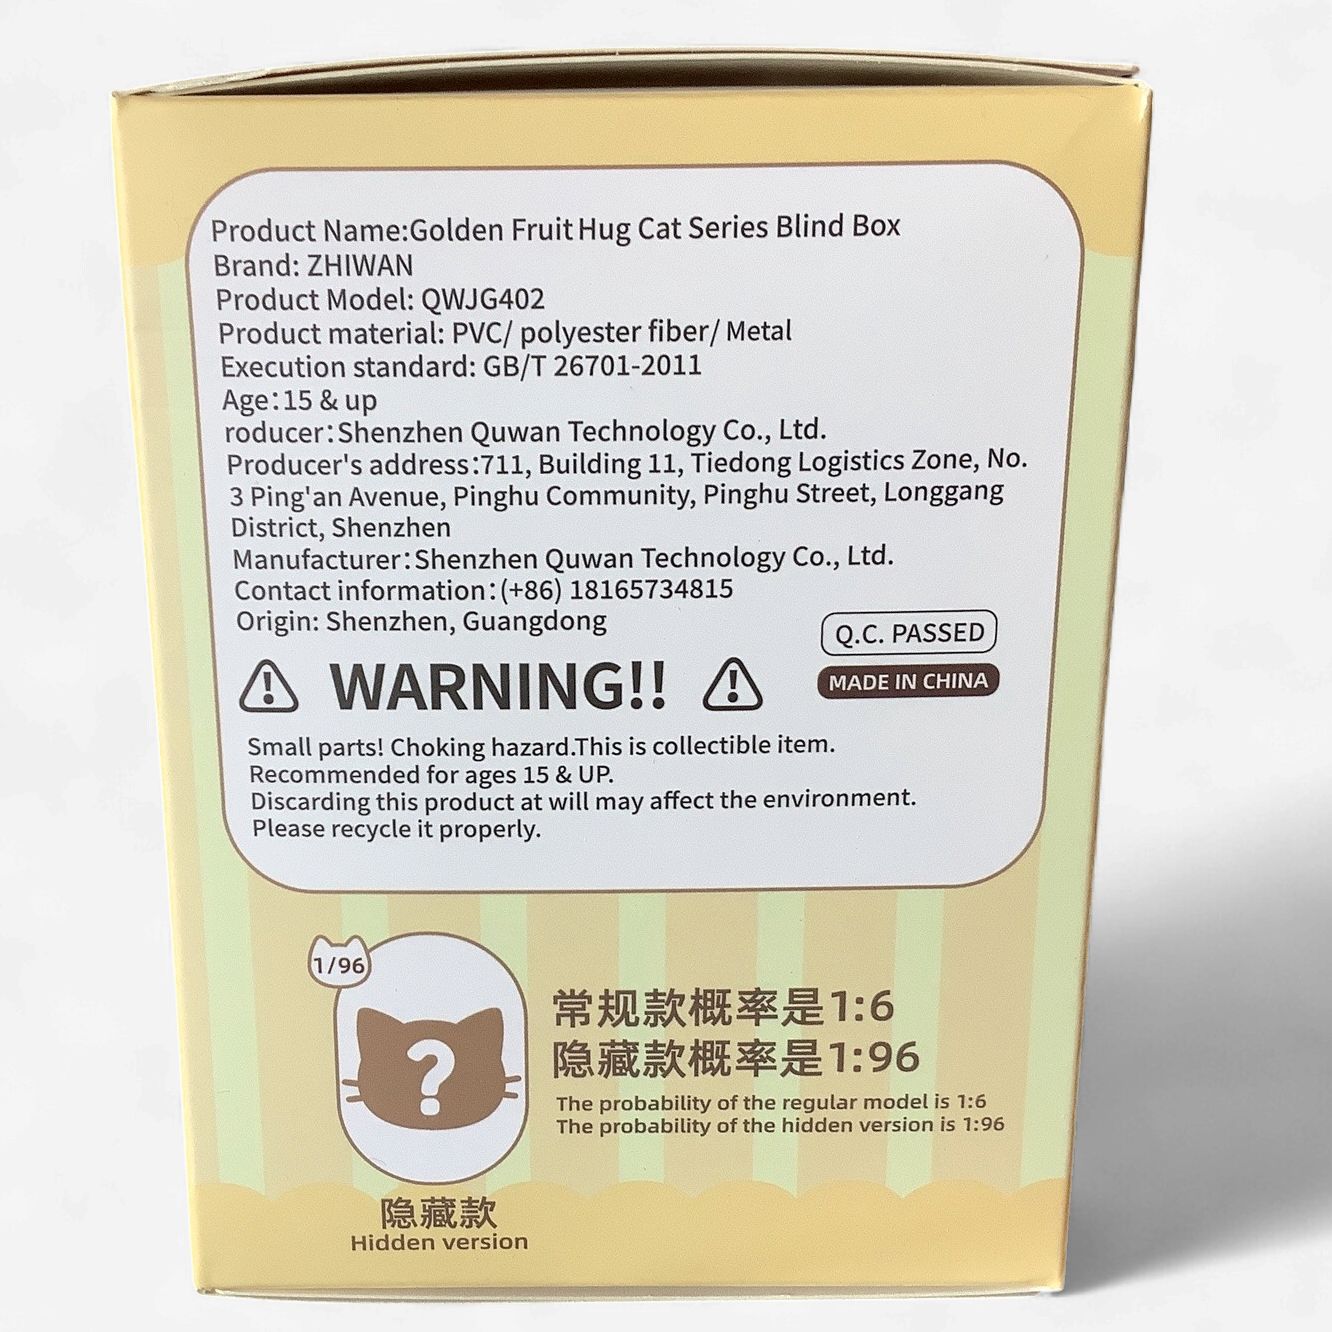 Product Name:Golden Fruit Hug Cat Series Blind Box
Brand: ZHIWAN
Product Model: QWJG402
Product material: PVC/ polyester fiber/ Metal
Execution standard: GB/T 26701-2011
Age:15 & up
roducer:Shenzhen Quwan Technology Co., Ltd.
Producer's address:711, Building 11, Tiedong Logistics Zone, No.
3 Ping'an Avenue, Pinghu Community, Pinghu Street, Longgang
District, Shenzhen
Manufacturer:Shenzhen Quwan Technology Co., Ltd.
Contact information:(+86) 18165734815
Origin: Shenzhen, Guangdong
Q.C. PASSED
MADE IN CHINA
WARNING!!
Small parts! Choking hazard.This is collectible item.
Recommended for ages 15 & UP.
Discarding this product at will may affect the environment.
Please recycle it properly.
1/96
?
常规款概率是1:6
隐藏款概率是1:96
The probability of the regular model is 1:6
The probability of the hidden version is 1:96
隐藏款
Hidden version